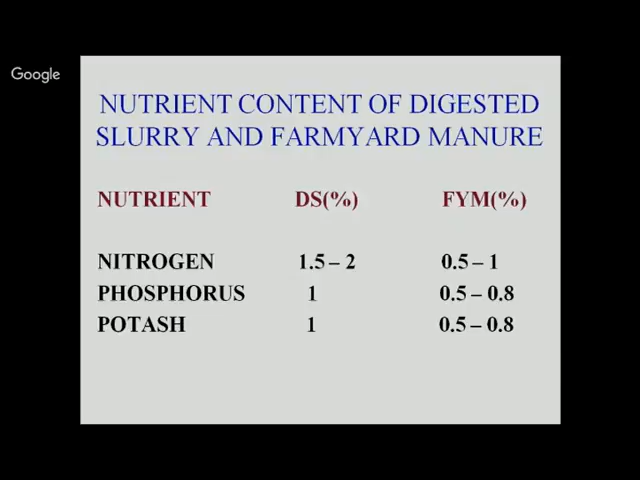 Google
NUTRIENT CONTENT OF DIGESTED
SLURRY AND FARMYARD MANURE
NUTRIENT DS(%) FYM(%)
NITROGEN 1.5 – 2 0.5 – 1
PHOSPHORUS 1 0.5 – 0.8
POTASH 1 0.5 – 0.8